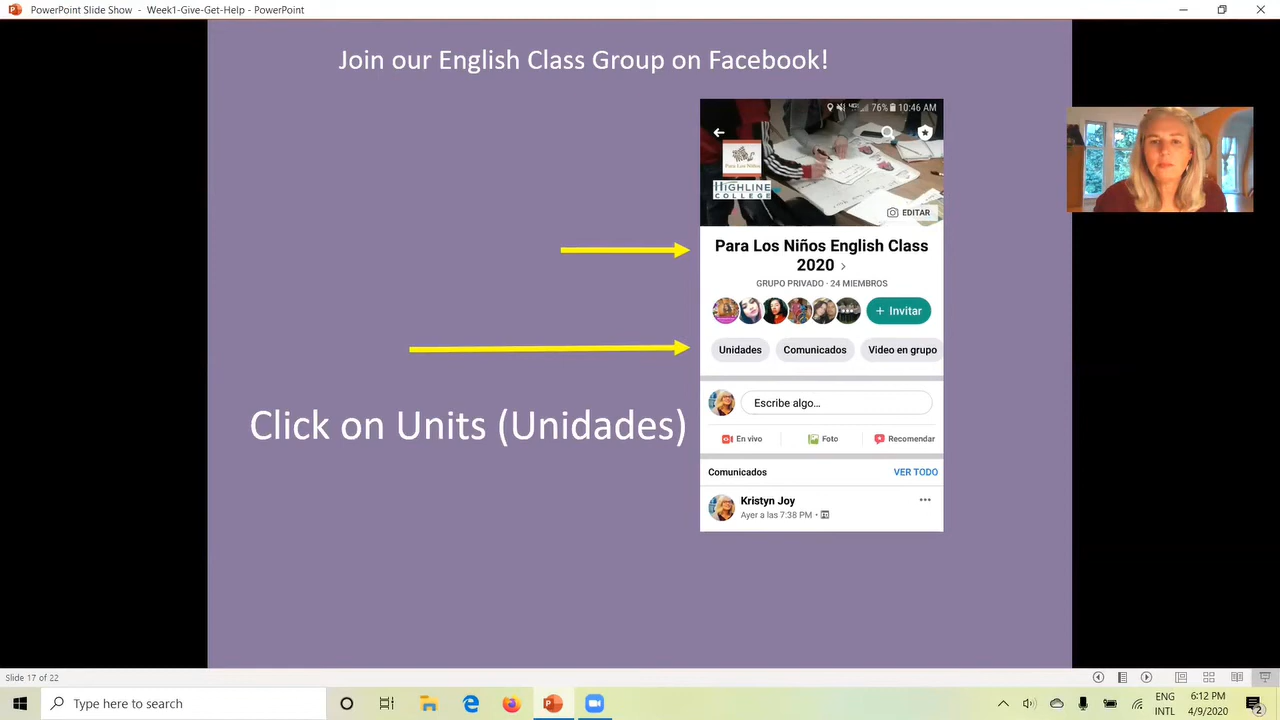 PowerPoint Slide Show - Week1-Give-Get-Help - PowerPoint
Join our English Class Group on Facebook!
76% 10:46 AM
Para Los Niños
HIGHLINE
COLLEGE
EDITAR
Para Los Niños English Class
2020 >
GRUPO PRIVADO · 24 MIEMBROS
+ Invitar
Unidades Comunicados Video en grupo
Click on Units (Unidades)
Escribe algo...
En vivo Foto Recomendar
Comunicados VER TODO
Kristyn Joy
Ayer a las 7:38 PM ·
Slide 17 of 22
Type here to search
ENG
INTL
6:12 PM
4/9/2020
2